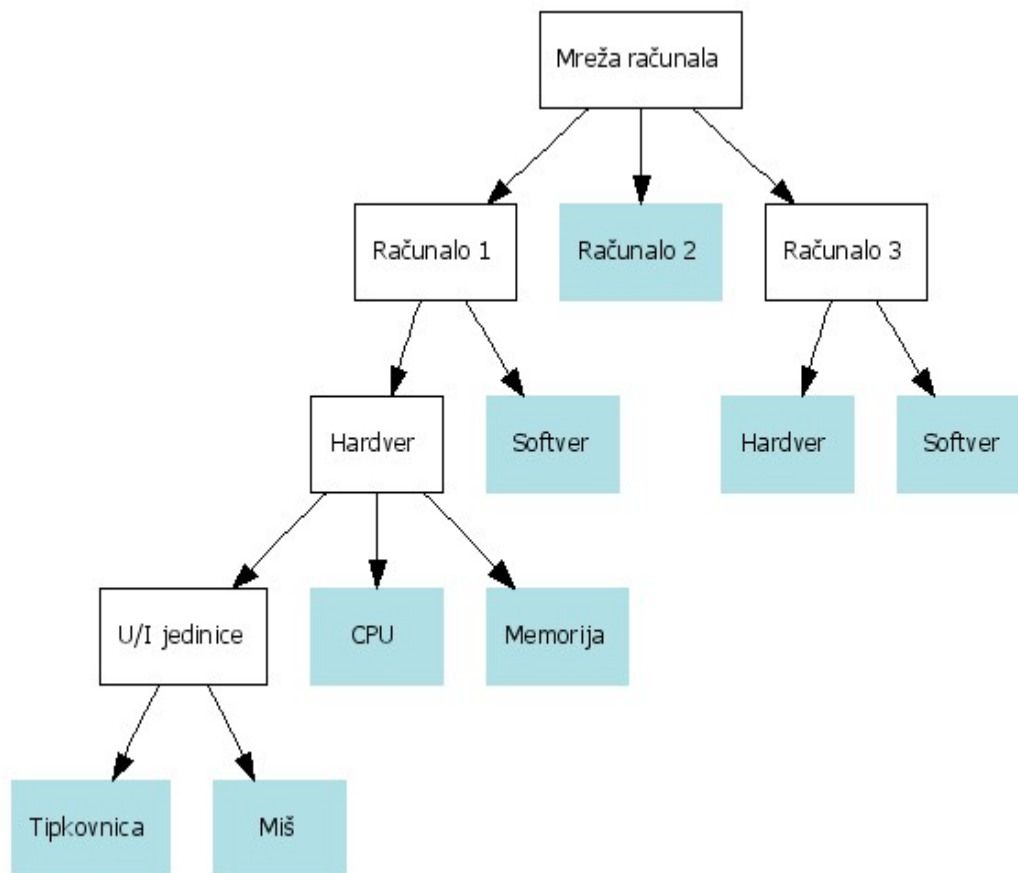 Mreža računala
Računalo 1
Računalo 2
Računalo 3
Hardver
Softver
Hardver
Softver
U/I jedinice
CPU
Memorija
Tipkovnica
Miš